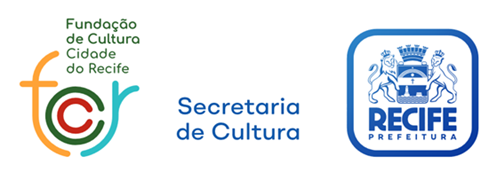 Fundação
de Cultura
Cidade
do Recife
fccr
Secretaria
de Cultura
RECIFE
PREFEITURA